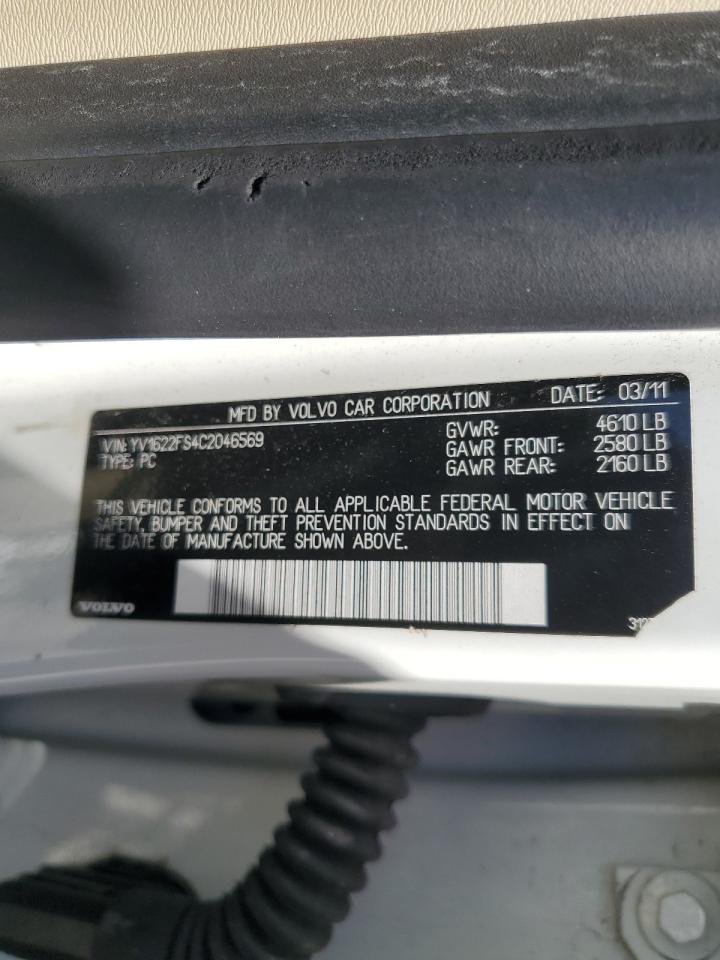 MFD BY VOLVO CAR CORPORATION DATE: 03/11
VIN: YV1622FS4C2046569
TYPE: PC
GVWR: 4610 LB
GAWR FRONT: 2580 LB
GAWR REAR: 2160 LB
THIS VEHICLE CONFORMS TO ALL APPLICABLE FEDERAL MOTOR VEHICLE
SAFETY, BUMPER AND THEFT PREVENTION STANDARDS IN EFFECT ON
THE DATE OF MANUFACTURE SHOWN ABOVE.
VOLVO